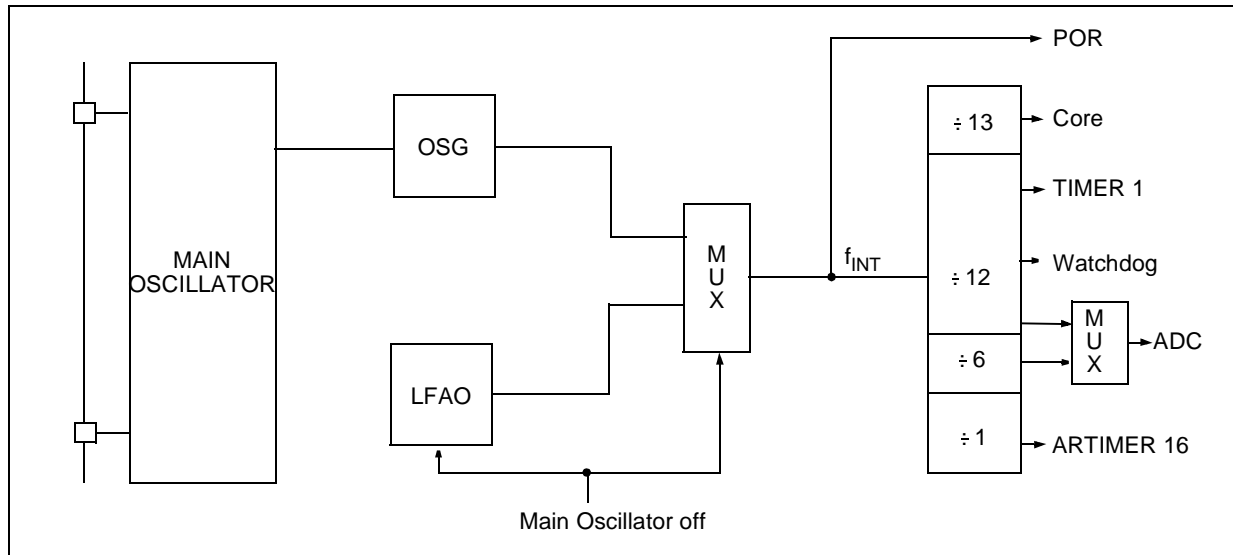 POR
÷ 13
Core
OSG
TIMER 1
MAIN
OSCILLATOR
M
U
X
fINT
÷ 12
Watchdog
M
U
X
ADC
÷ 6
LFAO
÷ 1
ARTIMER 16
Main Oscillator off